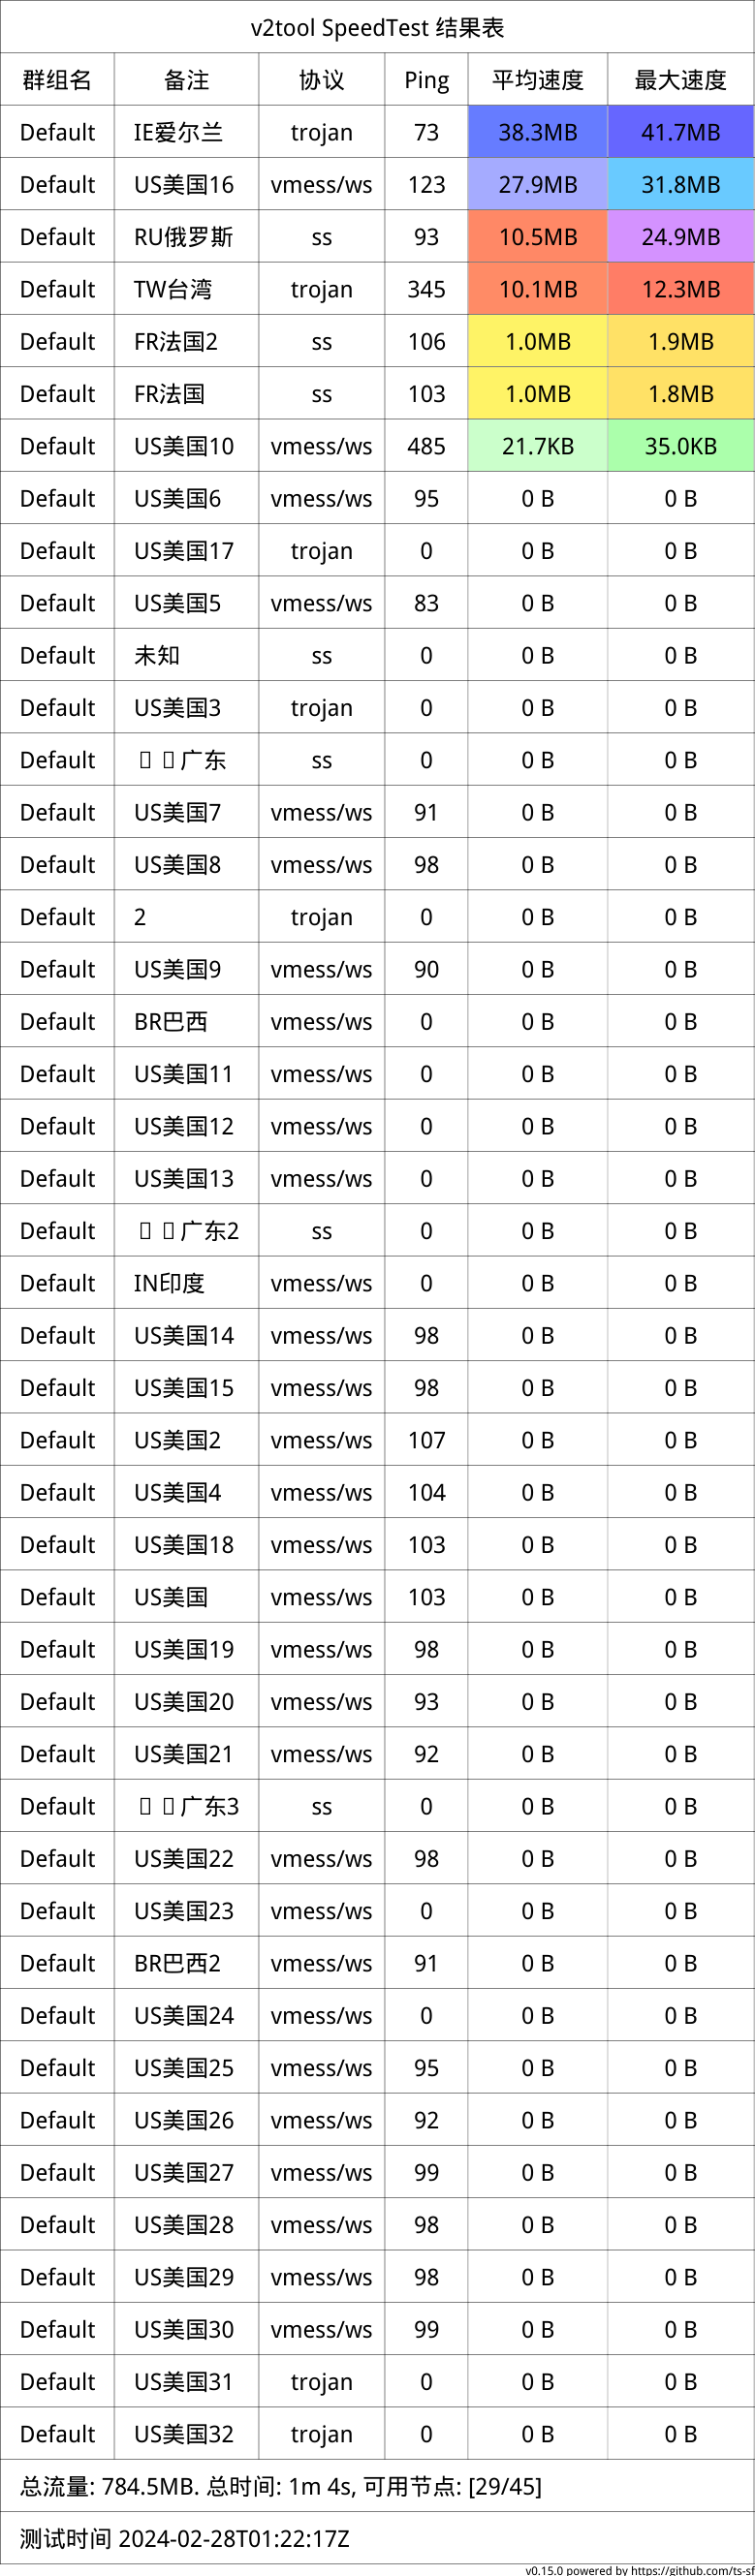 v2tool SpeedTest 结果表
群组名 备注 协议 Ping 平均速度 最大速度
Default IE爱尔兰 trojan 73 38.3MB 41.7MB
Default US美国16 vmess/ws 123 27.9MB 31.8MB
Default RU俄罗斯 ss 93 10.5MB 24.9MB
Default TW台湾 trojan 345 10.1MB 12.3MB
Default FR法国2 ss 106 1.0MB 1.9MB
Default FR法国 ss 103 1.0MB 1.8MB
Default US美国10 vmess/ws 485 21.7KB 35.0KB
Default US美国6 vmess/ws 95 0 B 0 B
Default US美国17 trojan 0 0 B 0 B
Default US美国5 vmess/ws 83 0 B 0 B
Default 未知 ss 0 0 B 0 B
Default US美国3 trojan 0 0 B 0 B
Default 广东 ss 0 0 B 0 B
Default US美国7 vmess/ws 91 0 B 0 B
Default US美国8 vmess/ws 98 0 B 0 B
Default 2 trojan 0 0 B 0 B
Default US美国9 vmess/ws 90 0 B 0 B
Default BR巴西 vmess/ws 0 0 B 0 B
Default US美国11 vmess/ws 0 0 B 0 B
Default US美国12 vmess/ws 0 0 B 0 B
Default US美国13 vmess/ws 0 0 B 0 B
Default 广东2 ss 0 0 B 0 B
Default IN印度 vmess/ws 0 0 B 0 B
Default US美国14 vmess/ws 98 0 B 0 B
Default US美国15 vmess/ws 98 0 B 0 B
Default US美国2 vmess/ws 107 0 B 0 B
Default US美国4 vmess/ws 104 0 B 0 B
Default US美国18 vmess/ws 103 0 B 0 B
Default US美国 vmess/ws 103 0 B 0 B
Default US美国19 vmess/ws 98 0 B 0 B
Default US美国20 vmess/ws 93 0 B 0 B
Default US美国21 vmess/ws 92 0 B 0 B
Default 广东3 ss 0 0 B 0 B
Default US美国22 vmess/ws 98 0 B 0 B
Default US美国23 vmess/ws 0 0 B 0 B
Default BR巴西2 vmess/ws 91 0 B 0 B
Default US美国24 vmess/ws 0 0 B 0 B
Default US美国25 vmess/ws 95 0 B 0 B
Default US美国26 vmess/ws 92 0 B 0 B
Default US美国27 vmess/ws 99 0 B 0 B
Default US美国28 vmess/ws 98 0 B 0 B
Default US美国29 vmess/ws 98 0 B 0 B
Default US美国30 vmess/ws 99 0 B 0 B
Default US美国31 trojan 0 0 B 0 B
Default US美国32 trojan 0 0 B 0 B
总流量: 784.5MB. 总时间: 1m 4s, 可用节点: [29/45]
测试时间 2024-02-28T01:22:17Z
v0.15.0 powered by https://github.com/ts-sf